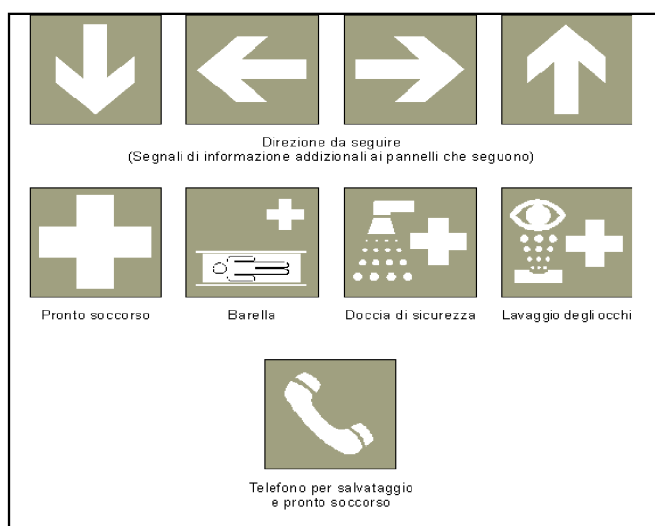 Direzione da seguire
(Segnali di informazione addizionali ai pannelli che seguono)
Pronto soccorso
Barella
Doccia di sicurezza
Lavaggio degli occhi
Telefono per salvataggio
e pronto soccorso